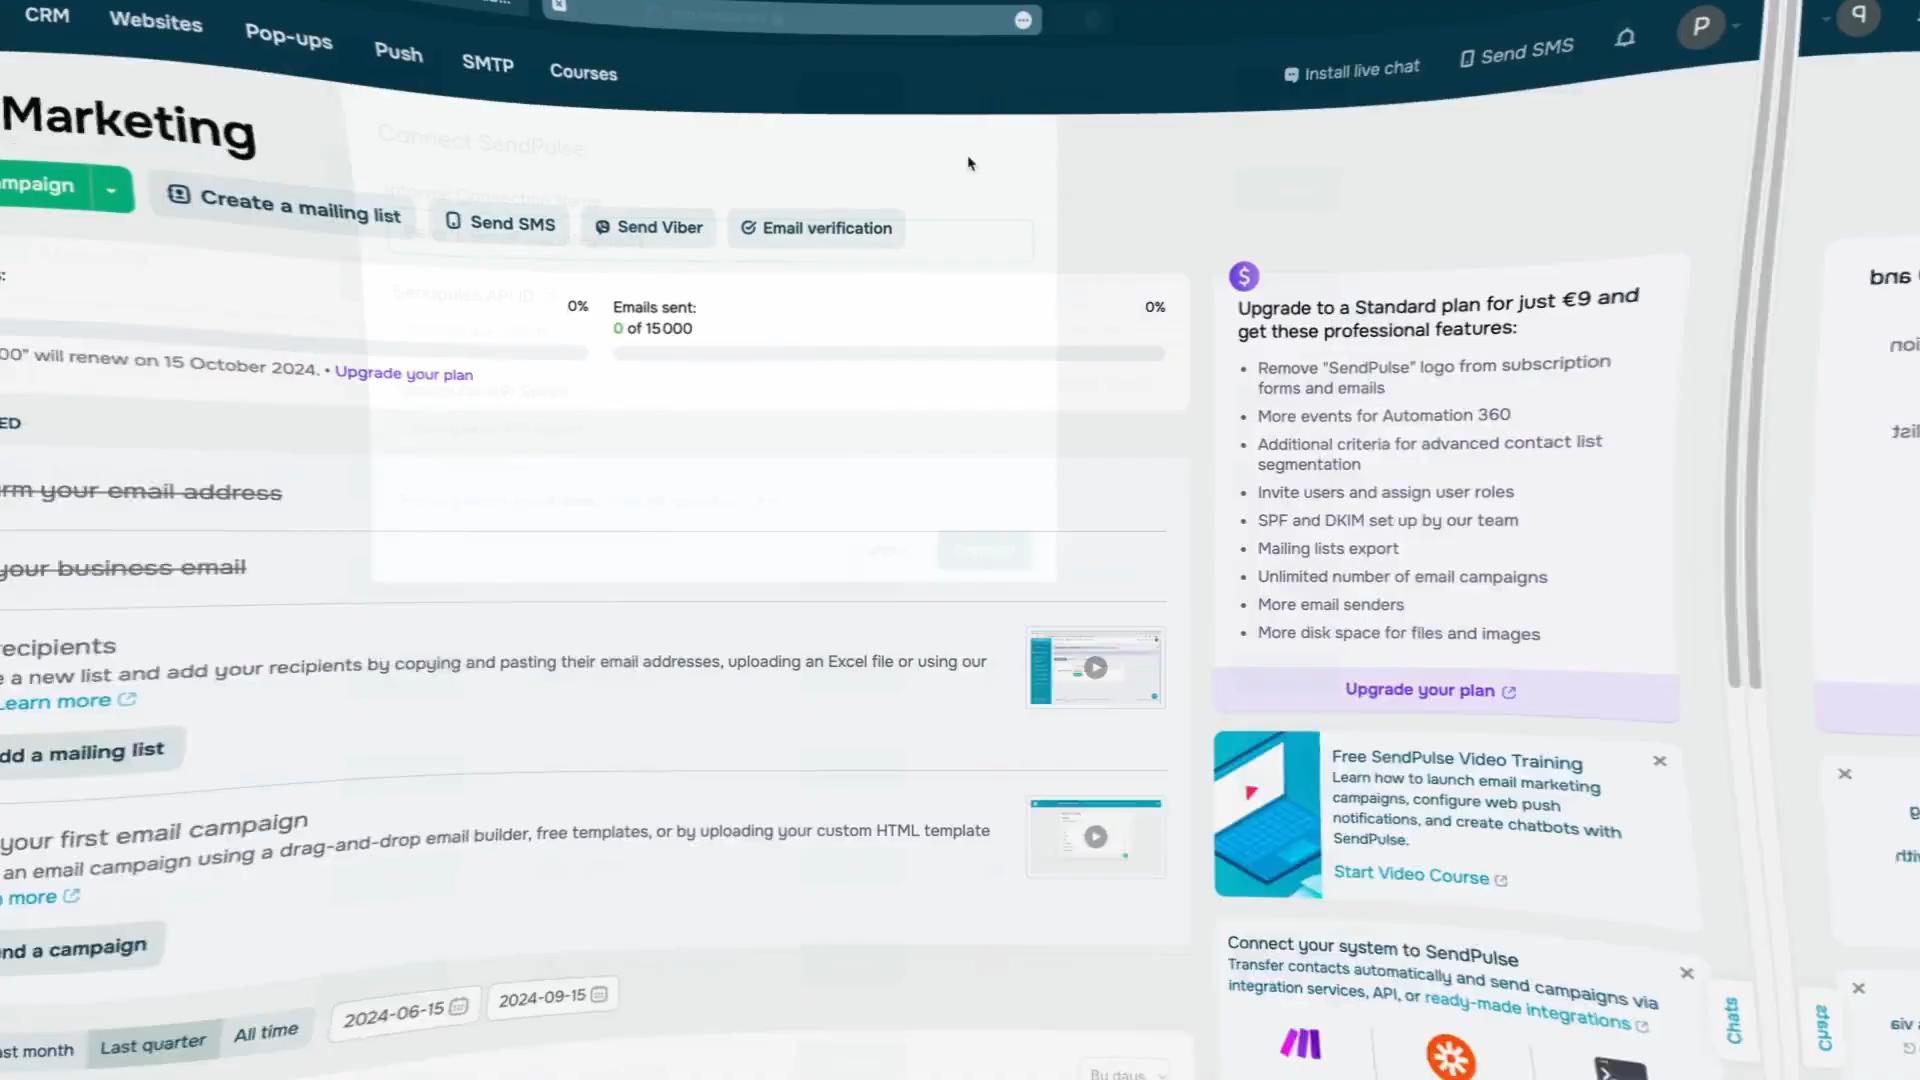 CRM
Websites
Pop-ups
Push
SMTP
Courses
Install live chat
Send SMS
P
Marketing
mpaign
Create a mailing list
Send SMS
Send Viber
Email verification
Connect SendPulse
0%
Emails sent:
0 of 15 000
0%
00" will renew on 15 October 2024. • Upgrade your plan
ED
rm your email address
your business email
ecipients
e a new list and add your recipients by copying and pasting their email addresses, uploading an Excel file or using our
Learn more
dd a mailing list
your first email campaign
an email campaign using a drag-and-drop email builder, free templates, or by uploading your custom HTML template
more
nd a campaign
ast month
Last quarter
All time
2024-06-15
2024-09-15
By days
$
Upgrade to a Standard plan for just €9 and
get these professional features:
• Remove "SendPulse" logo from subscription
forms and emails
• More events for Automation 360
• Additional criteria for advanced contact list
segmentation
• Invite users and assign user roles
• SPF and DKIM set up by our team
• Mailing lists export
• Unlimited number of email campaigns
• More email senders
• More disk space for files and images
Upgrade your plan
Free SendPulse Video Training
Learn how to launch email marketing
campaigns, configure web push
notifications, and create chatbots with
SendPulse.
Start Video Course
Connect your system to SendPulse
Transfer contacts automatically and send campaigns via
integration services, API, or ready-made integrations
Chats